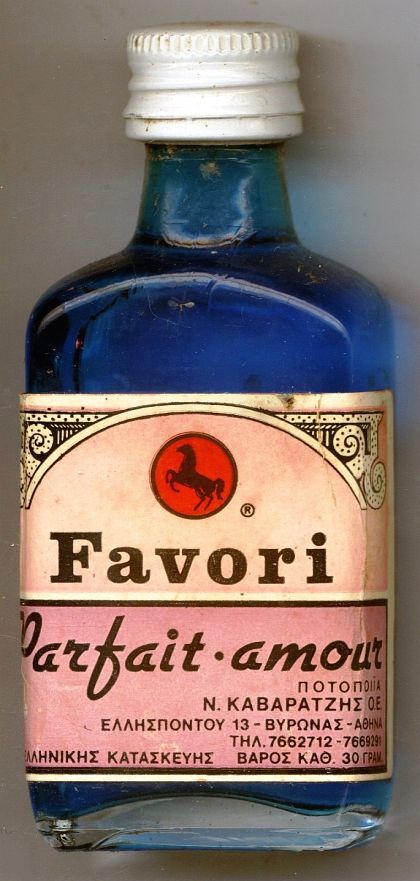 ®
Favori
Parfait·amour
ΠΟΤΟΠΟΙΪΑ
Ν. ΚΑΒΑΡΑΤΖΗΣ Ο.Ε.
ΕΛΛΗΣΠΟΝΤΟΥ 13 - ΒΥΡΩΝΑΣ - ΑΘΗΝΑ
ΤΗΛ. 7662712 - 7669291
ΕΛΛΗΝΙΚΗΣ ΚΑΤΑΣΚΕΥΗΣ ΒΑΡΟΣ ΚΑΘ. 30 ΓΡΑΜ.